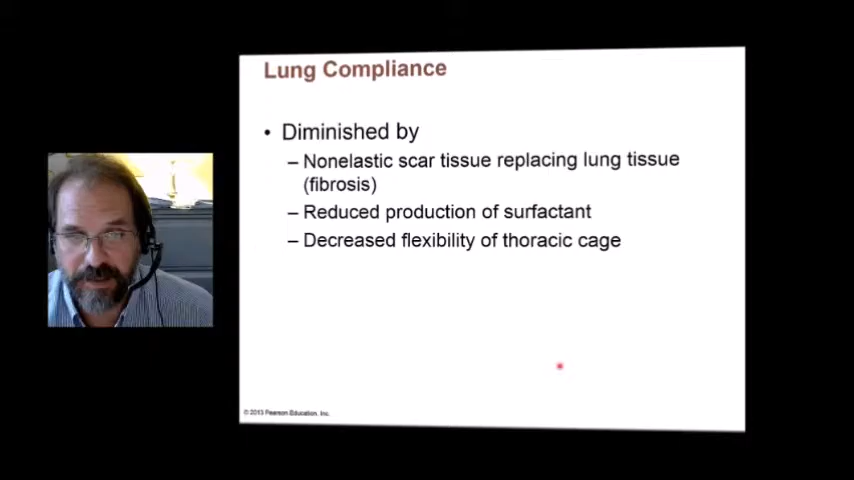 Lung Compliance
• Diminished by
– Nonelastic scar tissue replacing lung tissue
(fibrosis)
– Reduced production of surfactant
– Decreased flexibility of thoracic cage
© 2013 Pearson Education, Inc.